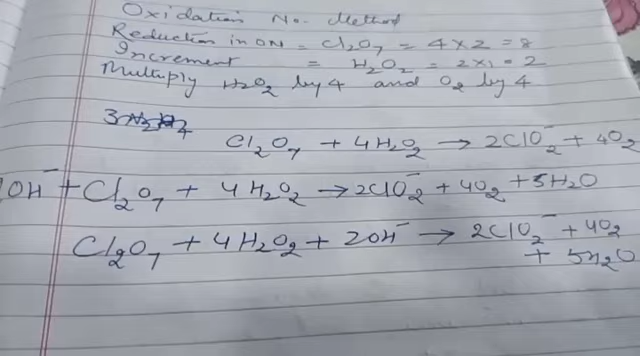 Oxidation No. Method
Reduction in ON = Cl₂O₇ = 4 × 2 = 8
Increment = H₂O₂ = 2×1 = 2
Multiply H₂O₂ by 4 and O₂ by 4
Cl₂O₇ + 4H₂O₂ → 2ClO₂⁻ + 4O₂
OH⁻ + Cl₂O₇ + 4H₂O₂ → 2ClO₂⁻ + 4O₂ + 5H₂O
Cl₂O₇ + 4H₂O₂ + 2OH⁻ → 2ClO₂⁻ + 4O₂
+ 5H₂O